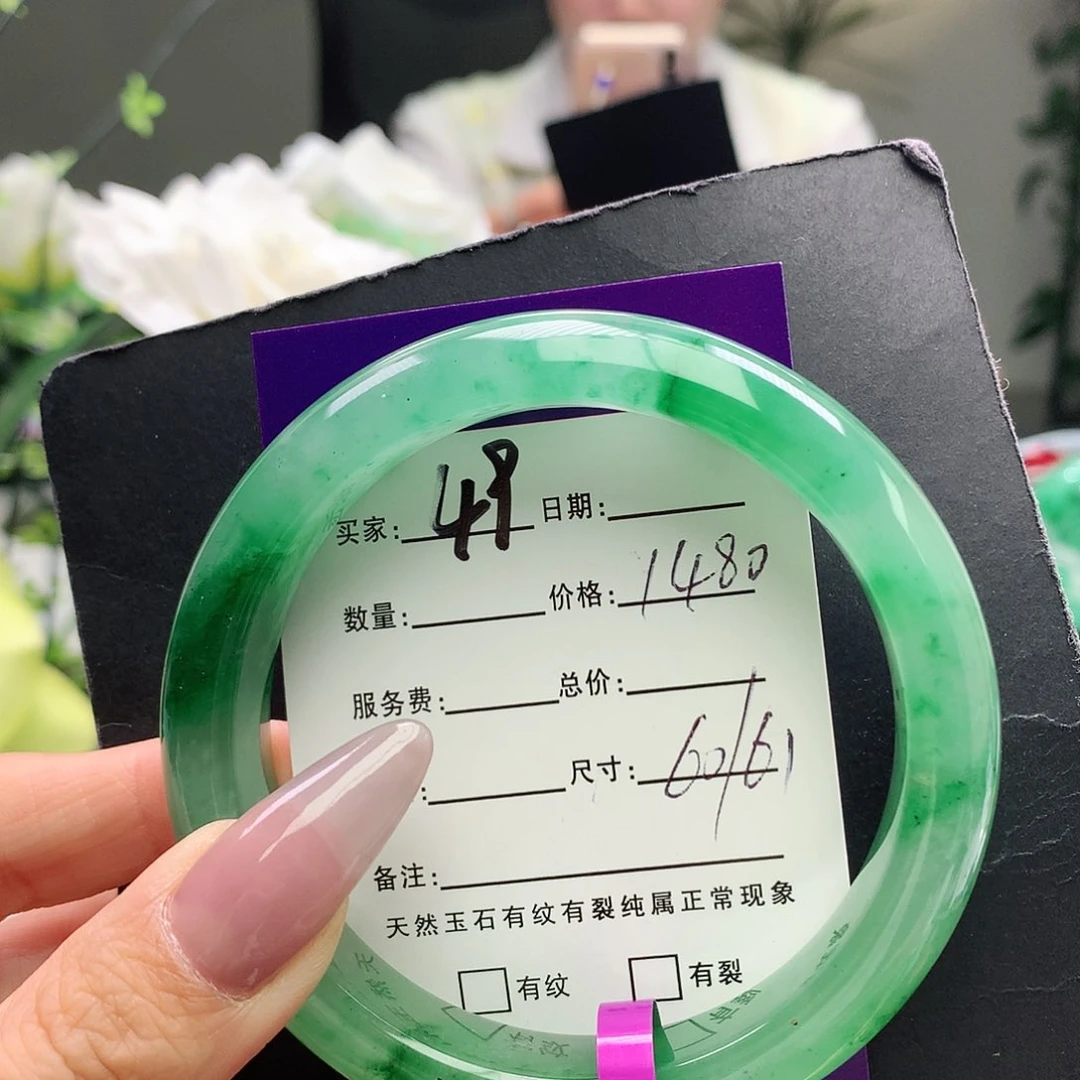 买家: 49 日期:
数量: 价格: 1480
服务费: 总价:
: 尺寸: 60/61
备注:
天然玉石有纹有裂纯属正常现象
有纹 有裂